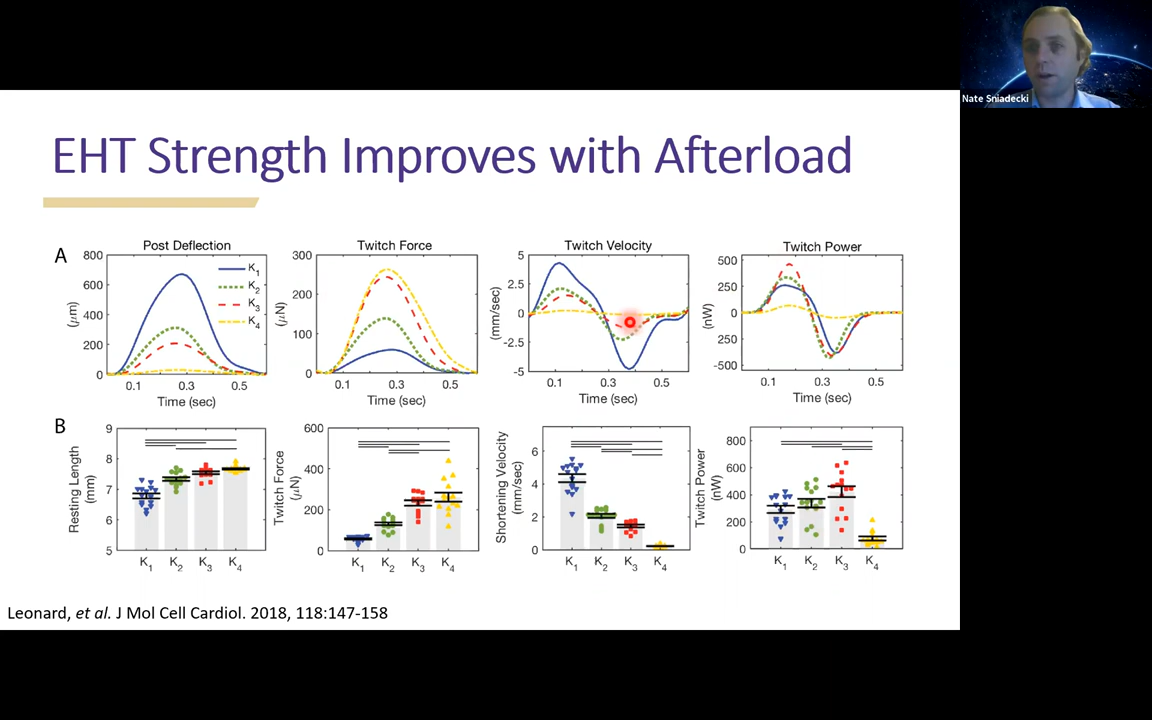 Nate Sniadecki
EHT Strength Improves with Afterload
A
Post Deflection
800
600
400
200
0
(μm)
K1
K2
K3
K4
0.1 0.3 0.5
Time (sec)
Twitch Force
300
200
100
0
(μN)
0.1 0.3 0.5
Time (sec)
Twitch Velocity
5
2.5
0
-2.5
-5
(mm/sec)
0.1 0.3 0.5
Time (sec)
Twitch Power
500
250
0
250
-500
(nW)
0.1 0.3 0.5
Time (sec)
B
Resting Length
(mm)
9
8
7
6
5
K1 K2 K3 K4
Twitch Force
(μN)
600
400
200
0
K1 K2 K3 K4
Shortening Velocity
(mm/sec)
6
4
2
0
K1 K2 K3 K4
Twitch Power
(nW)
800
600
400
200
0
K1 K2 K3 K4
Leonard, et al. J Mol Cell Cardiol. 2018, 118:147-158